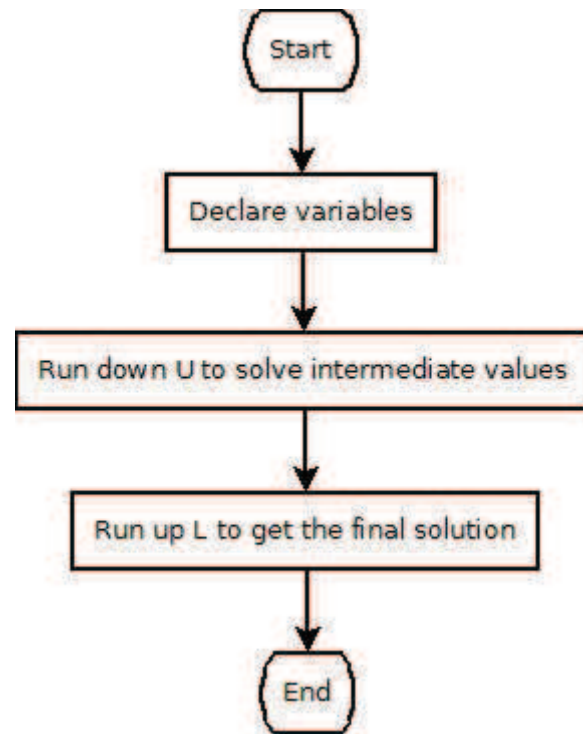 Start
Declare variables
Run down U to solve intermediate values
Run up L to get the final solution
End